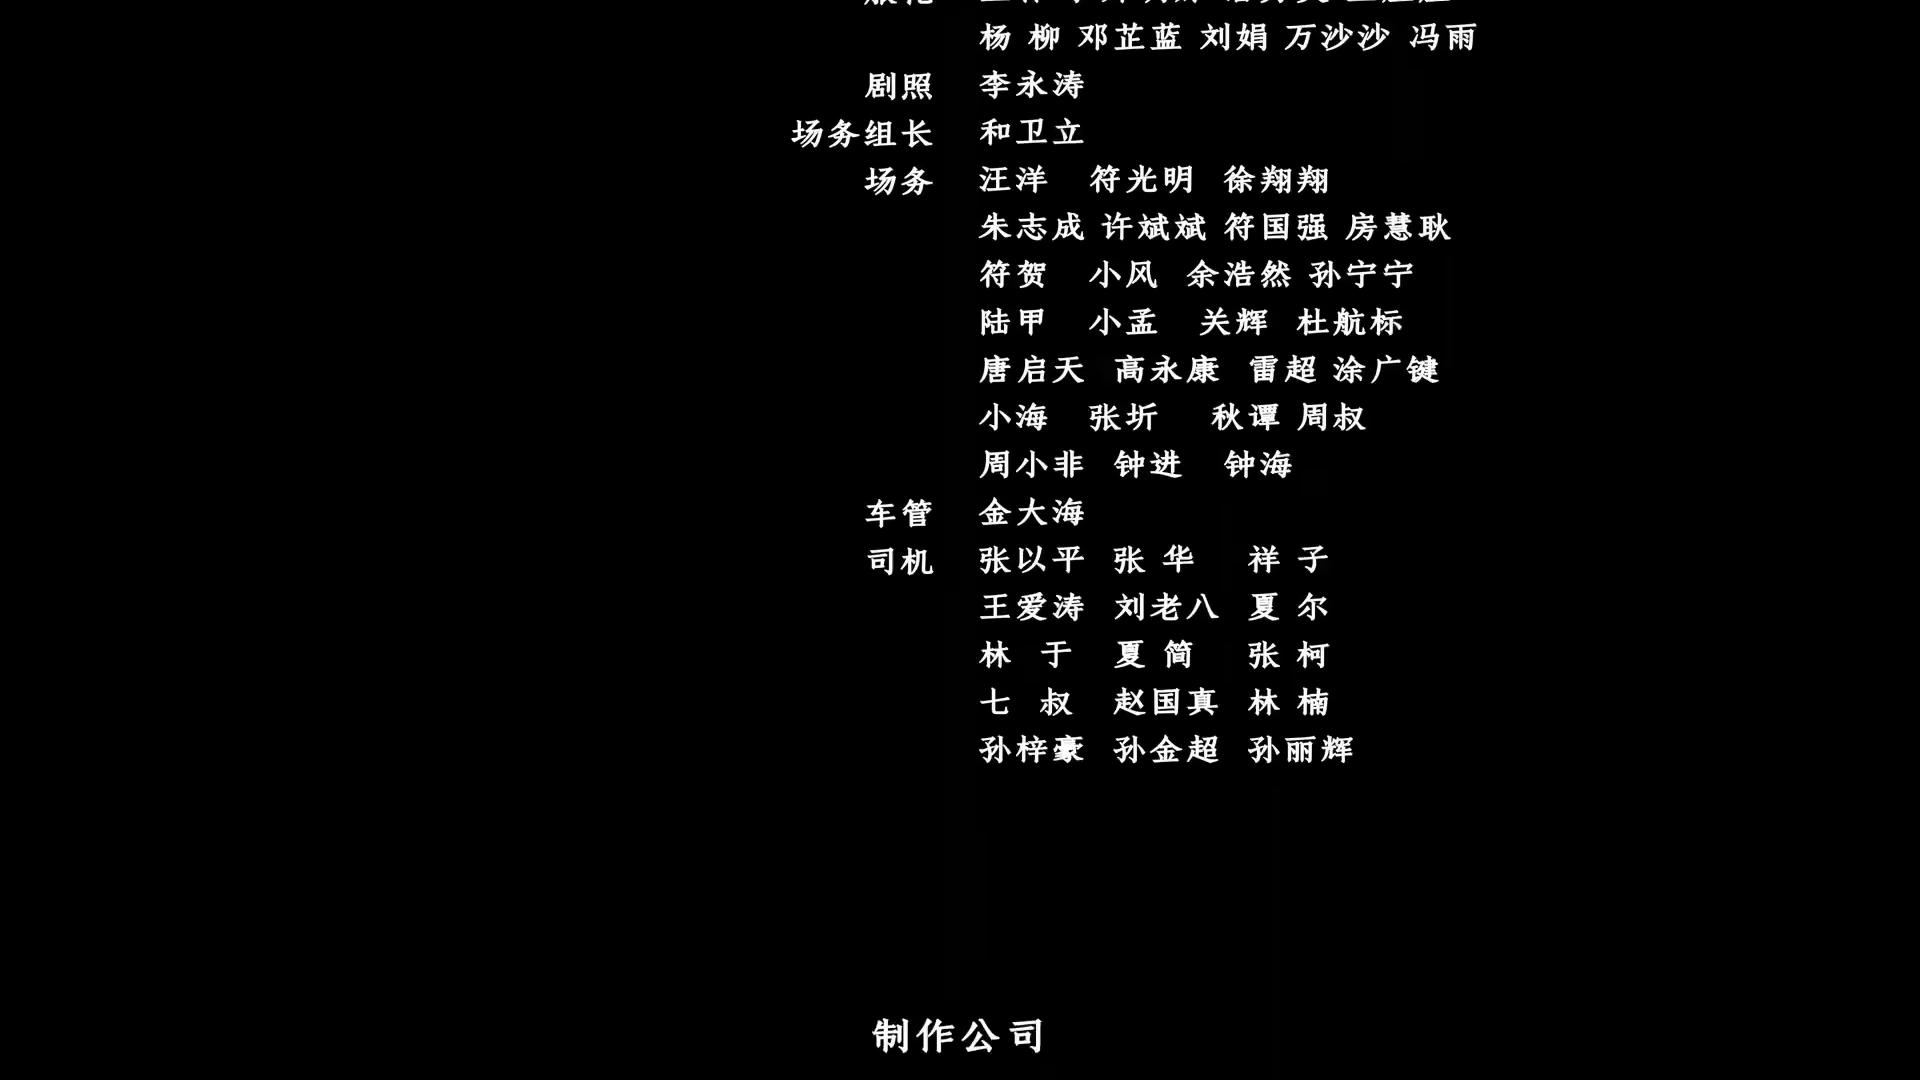 杨 柳 邓芷蓝 刘娟 万沙沙 冯雨
剧照 李永涛
场务组长 和卫立
场务 汪洋 符光明 徐翔翔
朱志成 许斌斌 符国强 房慧耿
符贺 小风 余浩然 孙宁宁
陆甲 小孟 关辉 杜航标
唐启天 高永康 雷超 涂广键
小海 张圻 秋谭 周叔
周小非 钟进 钟海
车管 金大海
司机 张以平 张 华 祥 子
王爱涛 刘老八 夏 尔
林 于 夏 简 张 柯
七 叔 赵国真 林 楠
孙梓豪 孙金超 孙丽辉
制作公司